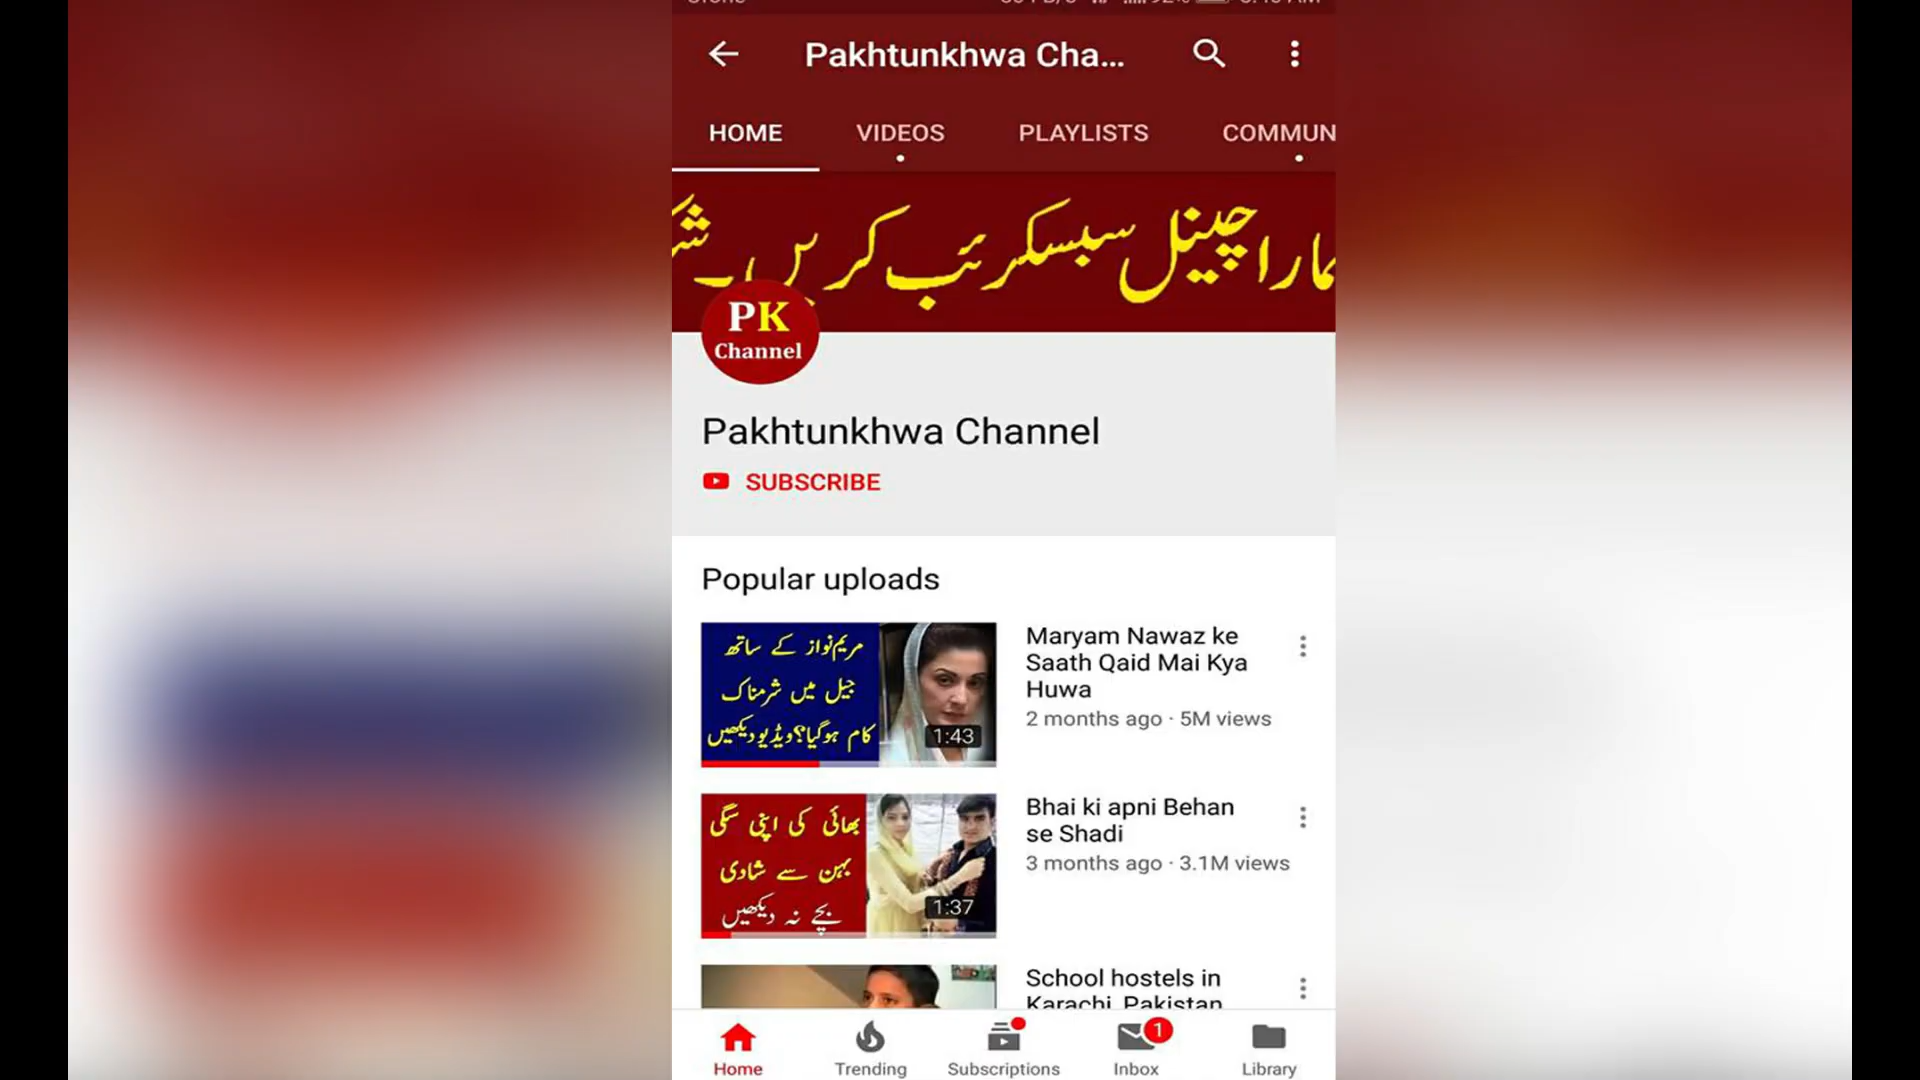 Pakhtunkhwa Cha...
HOME VIDEOS PLAYLISTS COMMUN
مارا چینل سبسکرئب کریں۔ش
PK
Channel
Pakhtunkhwa Channel
SUBSCRIBE
Popular uploads
مریم نواز کے ساتھ
جیل میں شرمناک
کام ہوگیا؟ویڈیو دیکھیں
1:43
Maryam Nawaz ke
Saath Qaid Mai Kya
Huwa
2 months ago · 5M views
بھائی کی اپنی سگی
بہن سے شادی
بچے نہ دیکھیں
1:37
Bhai ki apni Behan
se Shadi
3 months ago · 3.1M views
School hostels in
Karachi, Pakistan
1
Home Trending Subscriptions Inbox Library